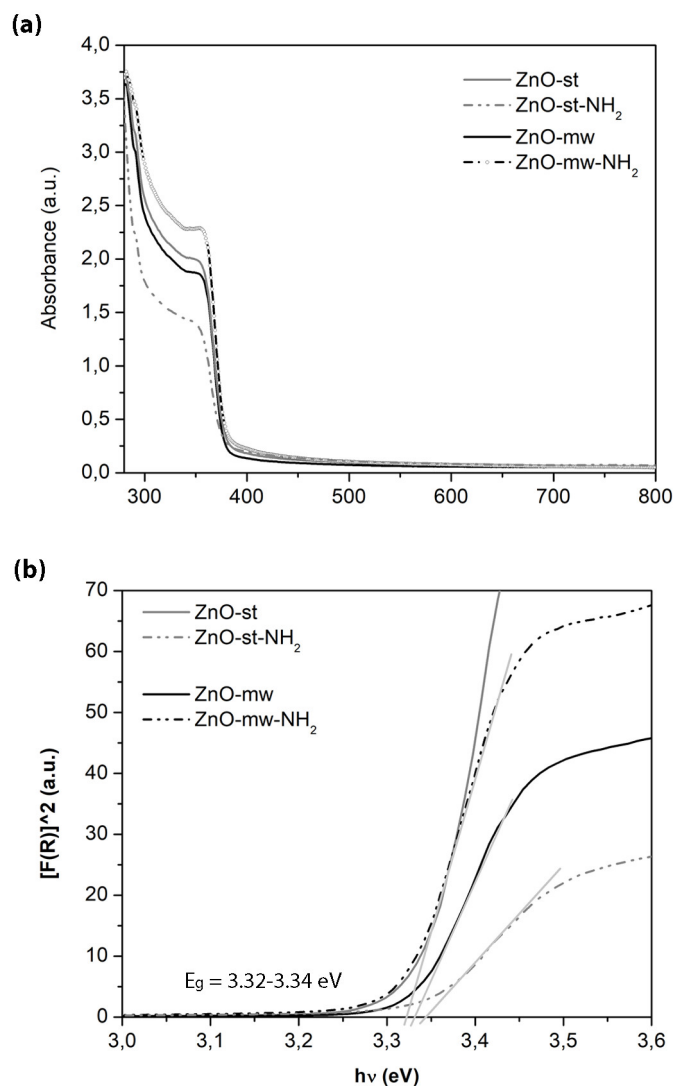 (a)
4,0
3,5
3,0
2,5
2,0
1,5
1,0
0,5
0,0
Absorbance (a.u.)
ZnO-st
ZnO-st-NH2
ZnO-mw
ZnO-mw-NH2
300 400 500 600 700 800
(b)
70
60
50
40
30
20
10
0
[F(R)]^2 (a.u.)
ZnO-st
ZnO-st-NH2
ZnO-mw
ZnO-mw-NH2
Eg = 3.32-3.34 eV
3,0 3,1 3,2 3,3 3,4 3,5 3,6
hν (eV)